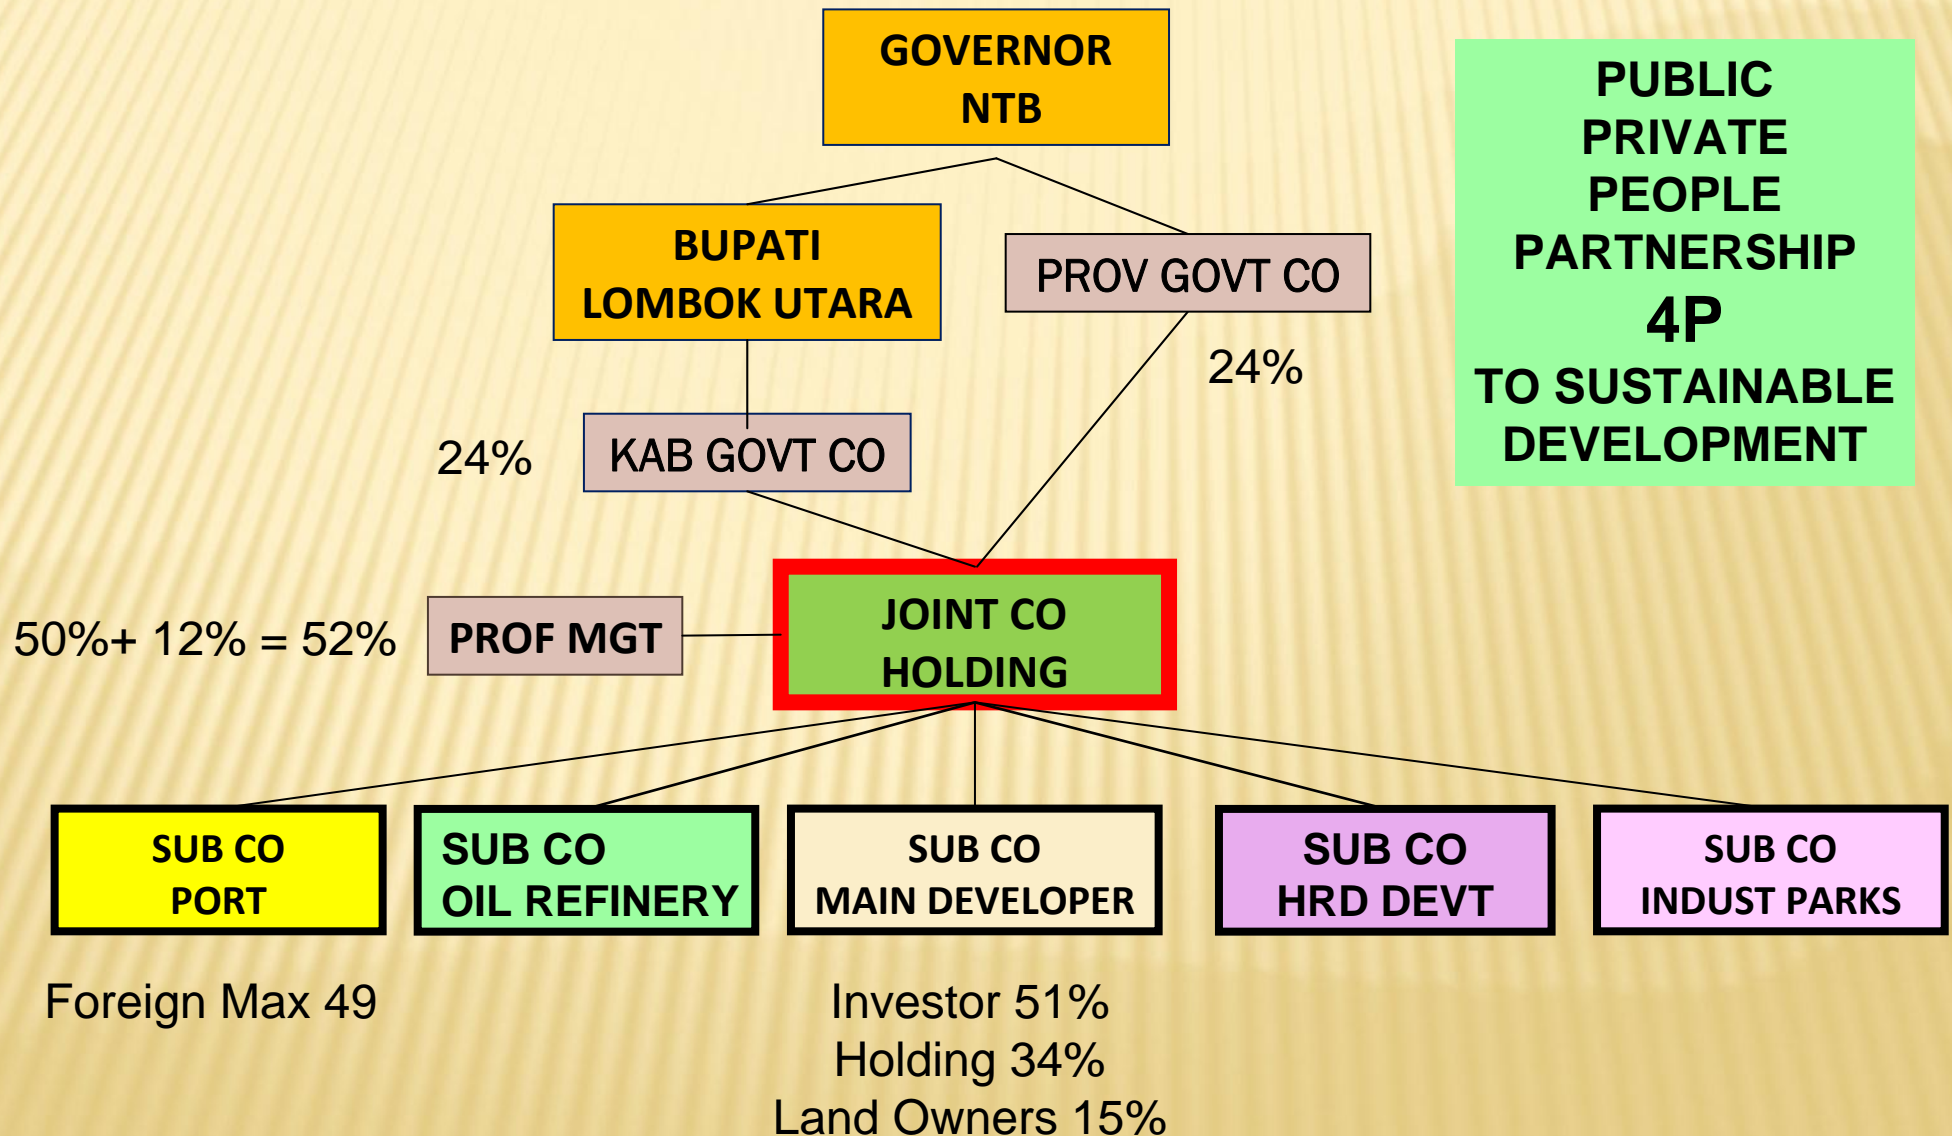 GOVERNOR
NTB
PUBLIC
PRIVATE
PEOPLE
PARTNERSHIP
4P
TO SUSTAINABLE
DEVELOPMENT
BUPATI
LOMBOK UTARA
PROV GOVT CO
24%
24%
KAB GOVT CO
50%+ 12% = 52%
PROF MGT
JOINT CO
HOLDING
SUB CO
PORT
SUB CO
OIL REFINERY
SUB CO
MAIN DEVELOPER
SUB CO
HRD DEVT
SUB CO
INDUST PARKS
Foreign Max 49
Investor 51%
Holding 34%
Land Owners 15%